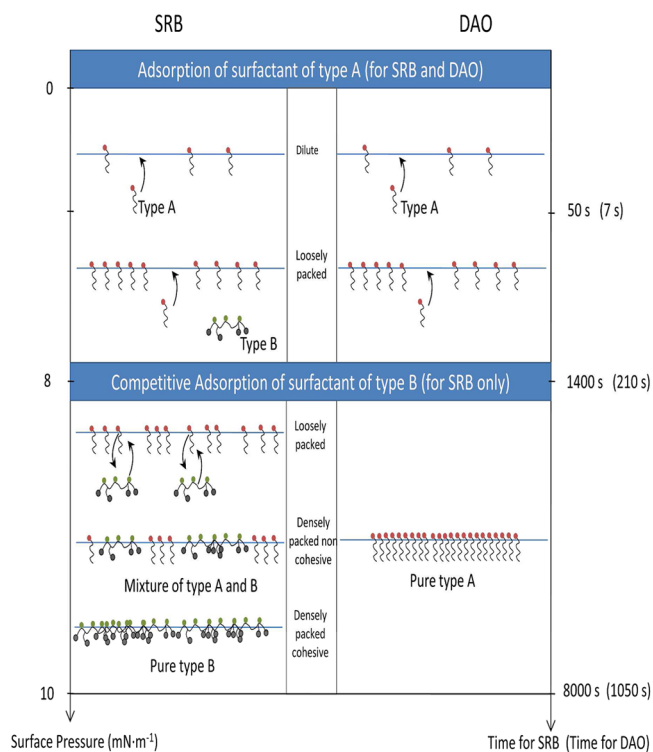 SRB DAO
Adsorption of surfactant of type A (for SRB and DAO)
0
Dilute
Type A
Type A
50 s (7 s)
Loosely
packed
Type B
Competitive Adsorption of surfactant of type B (for SRB only)
8
1400 s (210 s)
Loosely
packed
Densely
packed non
cohesive
Mixture of type A and B
Pure type A
Densely
packed
cohesive
Pure type B
10
8000 s (1050 s)
Surface Pressure (mN·m⁻¹)
Time for SRB (Time for DAO)